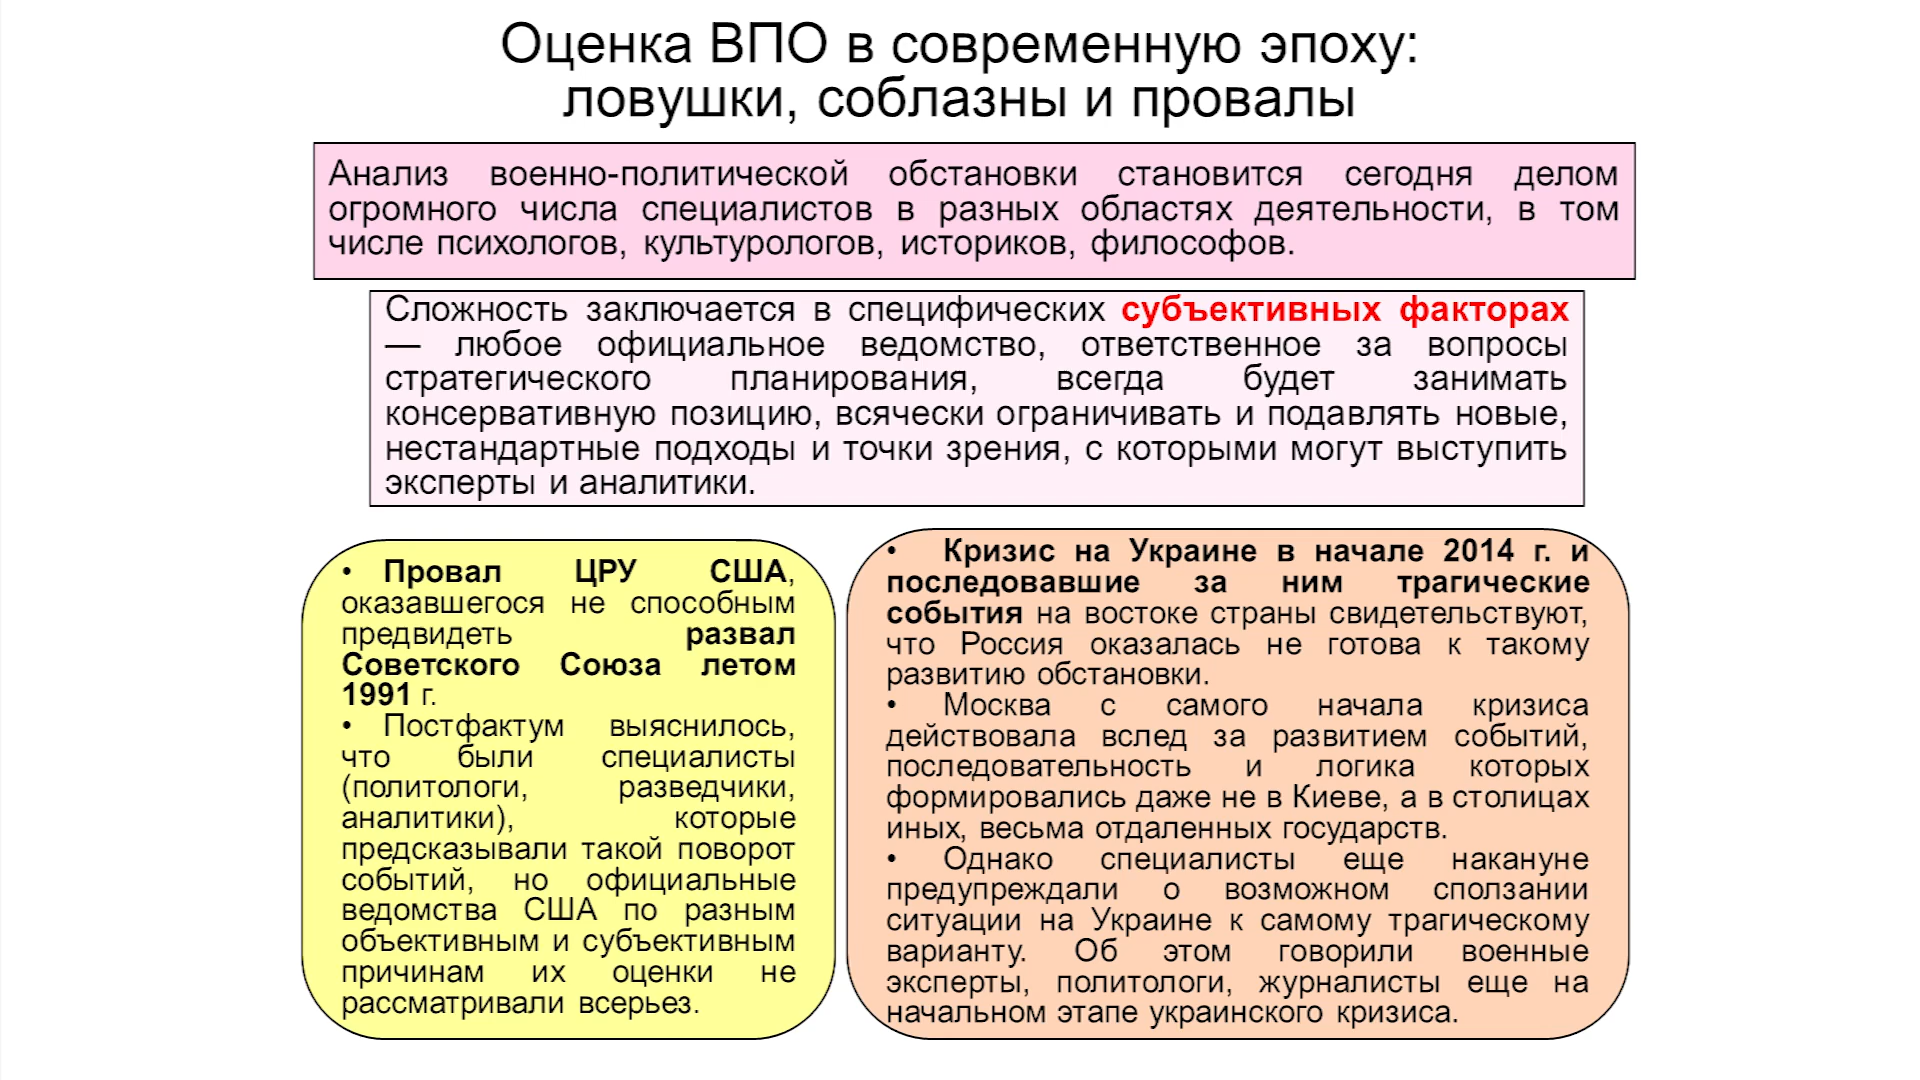 Оценка ВПО в современную эпоху:
ловушки, соблазны и провалы
Анализ военно-политической обстановки становится сегодня делом
огромного числа специалистов в разных областях деятельности, в том
числе психологов, культурологов, историков, философов.
Сложность заключается в специфических субъективных факторах
— любое официальное ведомство, ответственное за вопросы
стратегического планирования, всегда будет занимать
консервативную позицию, всячески ограничивать и подавлять новые,
нестандартные подходы и точки зрения, с которыми могут выступить
эксперты и аналитики.
• Провал ЦРУ США,
оказавшегося не способным
предвидеть развал
Советского Союза летом
1991 г.
• Постфактум выяснилось,
что были специалисты
(политологи, разведчики,
аналитики), которые
предсказывали такой поворот
событий, но официальные
ведомства США по разным
объективным и субъективным
причинам их оценки не
рассматривали всерьез.
• Кризис на Украине в начале 2014 г. и
последовавшие за ним трагические
события на востоке страны свидетельствуют,
что Россия оказалась не готова к такому
развитию обстановки.
• Москва с самого начала кризиса
действовала вслед за развитием событий,
последовательность и логика которых
формировались даже не в Киеве, а в столицах
иных, весьма отдаленных государств.
• Однако специалисты еще накануне
предупреждали о возможном сползании
ситуации на Украине к самому трагическому
варианту. Об этом говорили военные
эксперты, политологи, журналисты еще на
начальном этапе украинского кризиса.